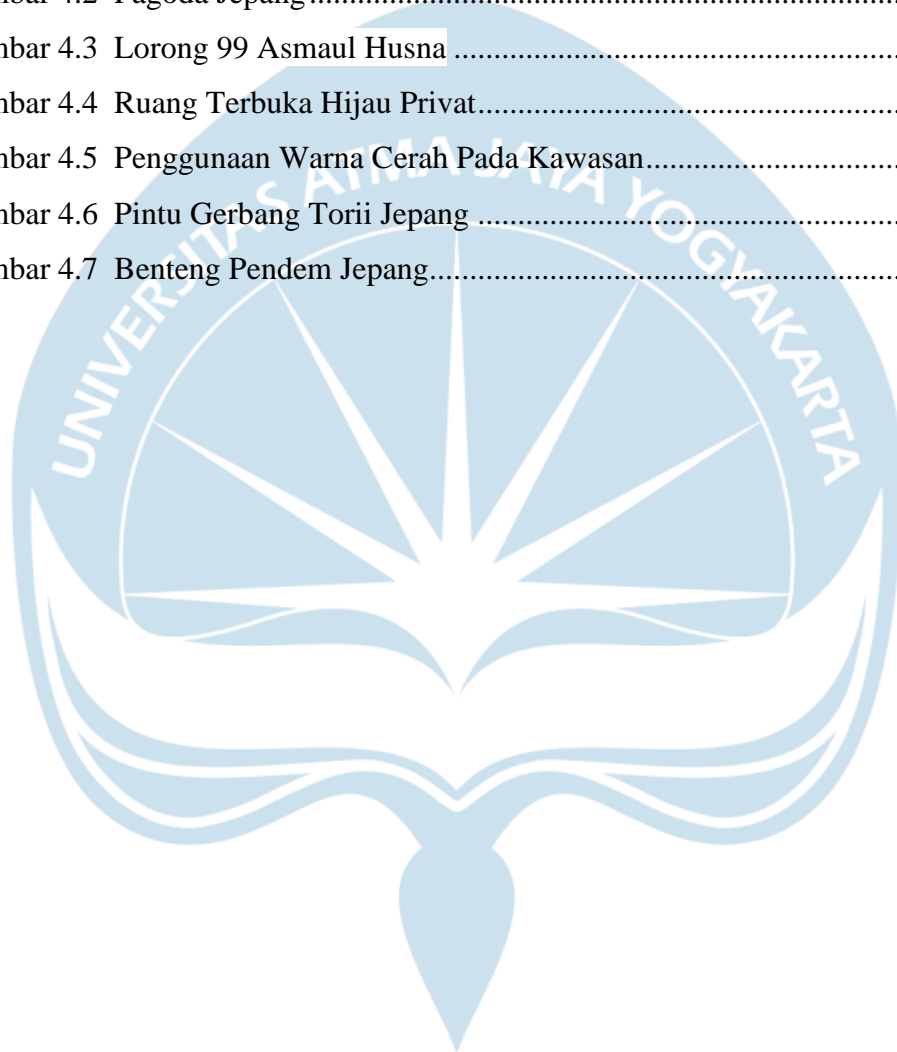 mbar 4.2 Pagoda Jepang
mbar 4.3 Lorong 99 Asmaul Husna
mbar 4.4 Ruang Terbuka Hijau Privat
mbar 4.5 Penggunaan Warna Cerah Pada Kawasan
mbar 4.6 Pintu Gerbang Torii Jepang
mbar 4.7 Benteng Pendem Jepang
UNIVERSITAS ATMA JAYA YOGYAKARTA